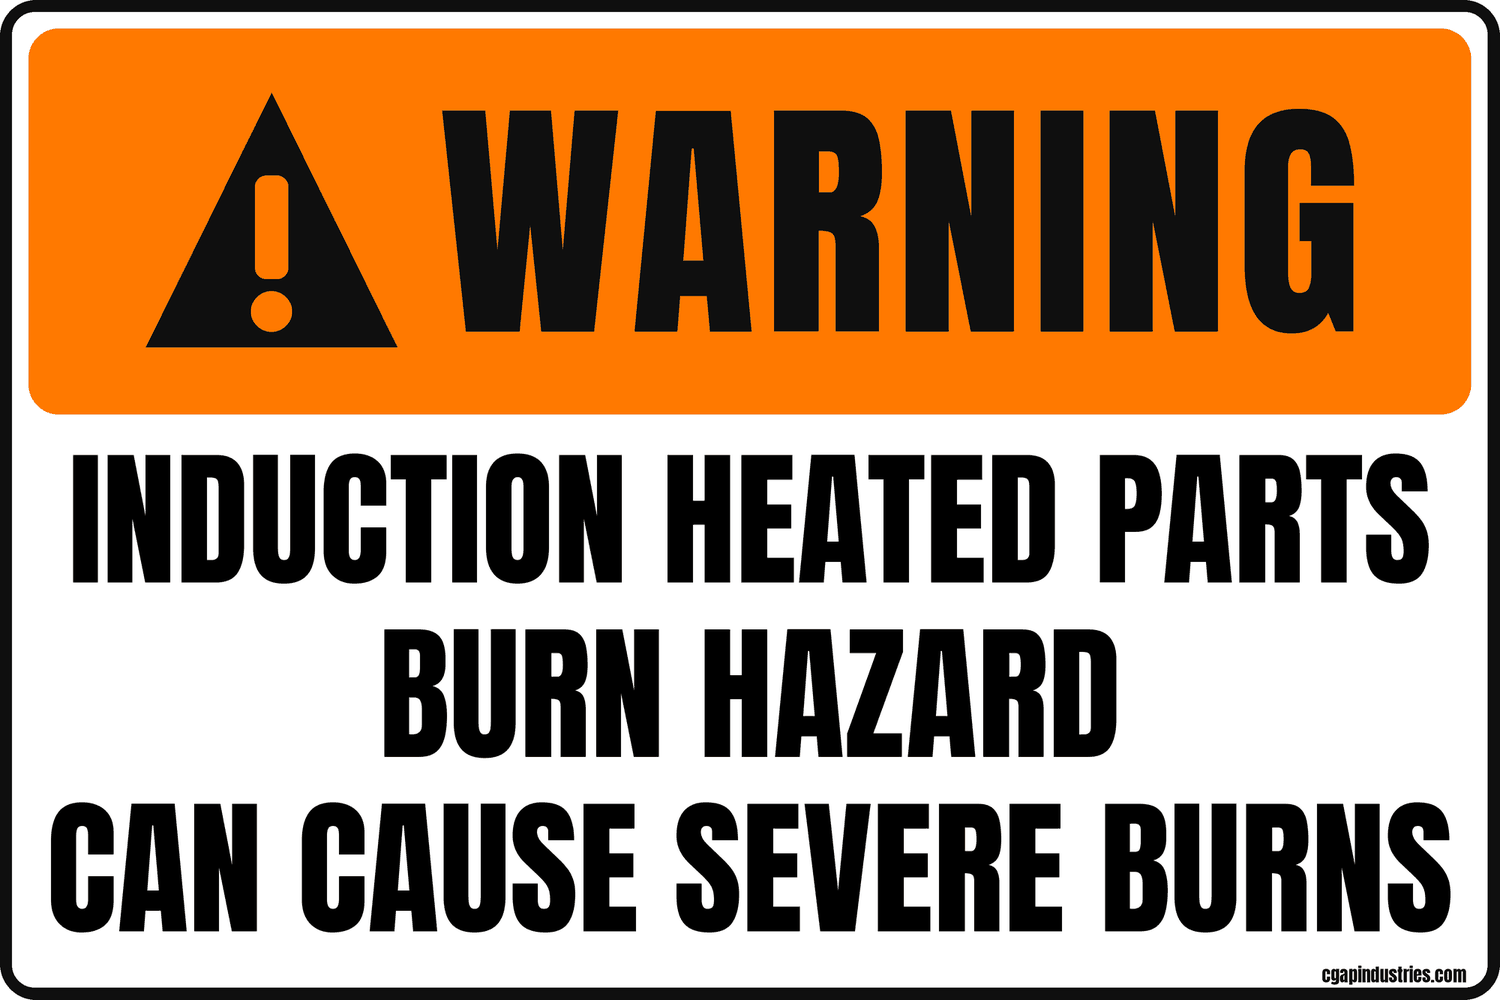 WARNING
INDUCTION HEATED PARTS
BURN HAZARD
CAN CAUSE SEVERE BURNS
cgapindustries.com